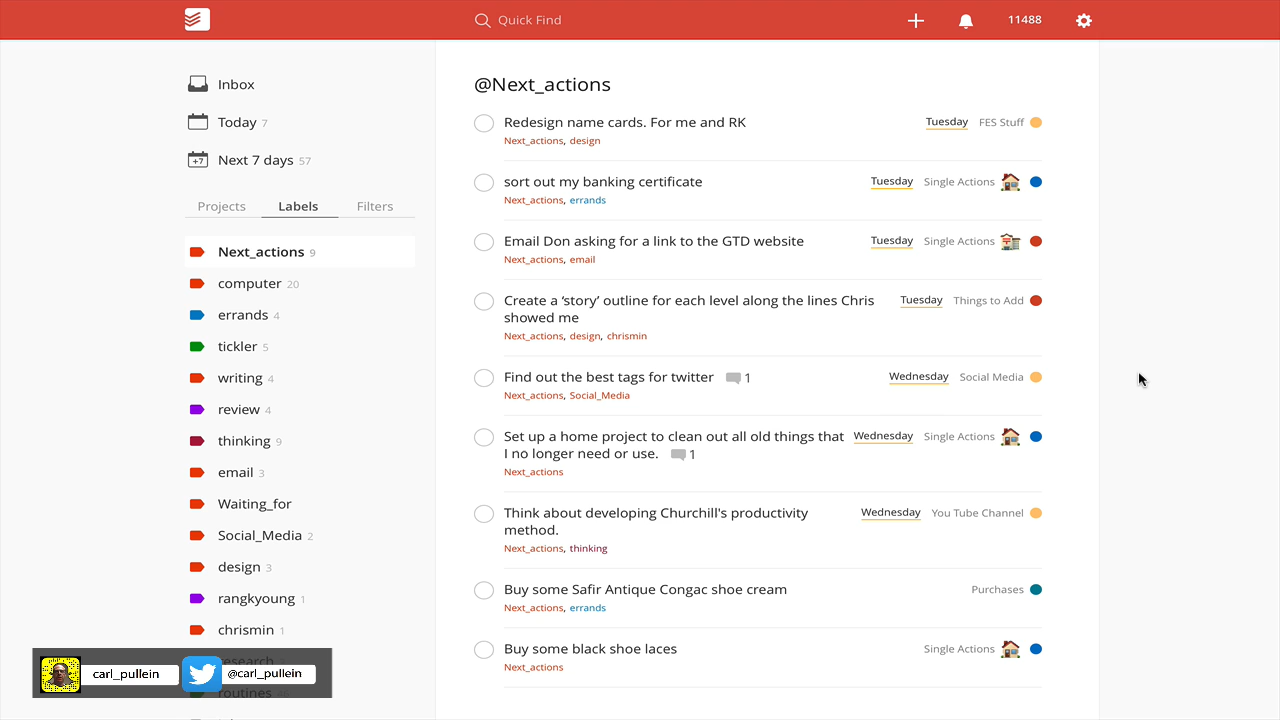 Quick Find
11488
Inbox
Today 7
+7
Next 7 days 57
Projects
Labels
Filters
Next_actions 9
computer 20
errands 4
tickler 5
writing 4
review 4
thinking 9
email 3
Waiting_for
Social_Media 2
design 3
rangkyoung 1
chrismin 1
research
routines
carl_pullein
@carl_pullein
@Next_actions
Redesign name cards. For me and RK
Tuesday
FES Stuff
Next_actions, design
sort out my banking certificate
Tuesday
Single Actions
Next_actions, errands
Email Don asking for a link to the GTD website
Tuesday
Single Actions
Next_actions, email
Create a ‘story’ outline for each level along the lines Chris
showed me
Tuesday
Things to Add
Next_actions, design, chrismin
Find out the best tags for twitter 1
Wednesday
Social Media
Next_actions, Social_Media
Set up a home project to clean out all old things that
I no longer need or use. 1
Wednesday
Single Actions
Next_actions
Think about developing Churchill's productivity
method.
Wednesday
You Tube Channel
Next_actions, thinking
Buy some Safir Antique Congac shoe cream
Purchases
Next_actions, errands
Buy some black shoe laces
Single Actions
Next_actions